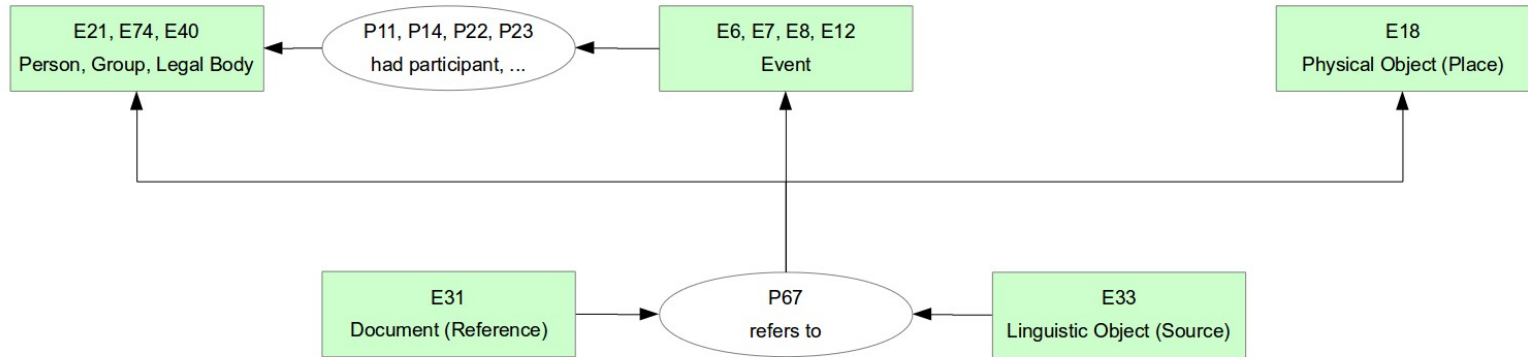 E21, E74, E40
Person, Group, Legal Body
P11, P14, P22, P23
had participant, ...
E6, E7, E8, E12
Event
E18
Physical Object (Place)
E31
Document (Reference)
P67
refers to
E33
Linguistic Object (Source)